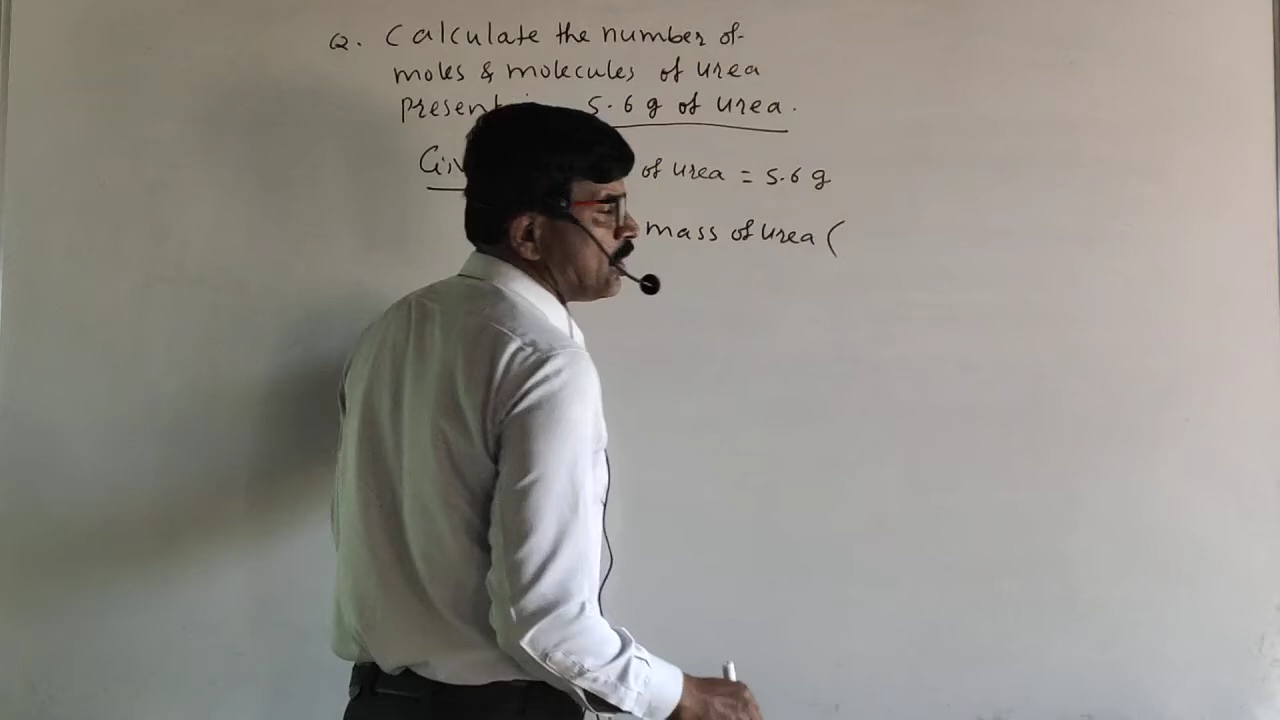 Q. Calculate the number of
moles & molecules of urea
present 5.6 g of urea.
of urea = 5.6 g
mass of urea (